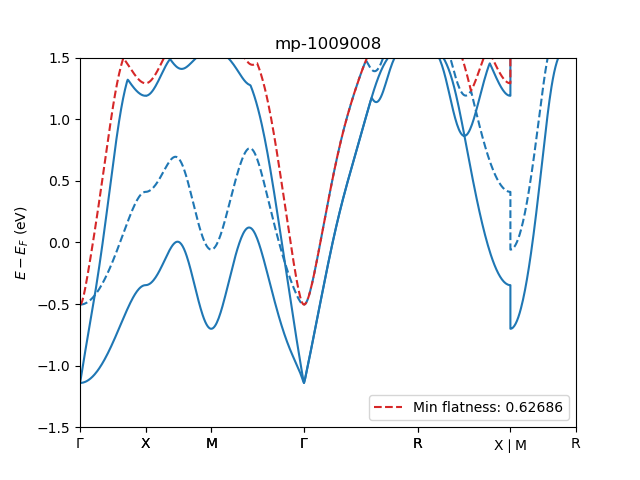 mp-1009008
1.5
1.0
0.5
0.0
−0.5
−1.0
−1.5
E − E_F (eV)
Γ X M Γ R X | M R
Min flatness: 0.62686